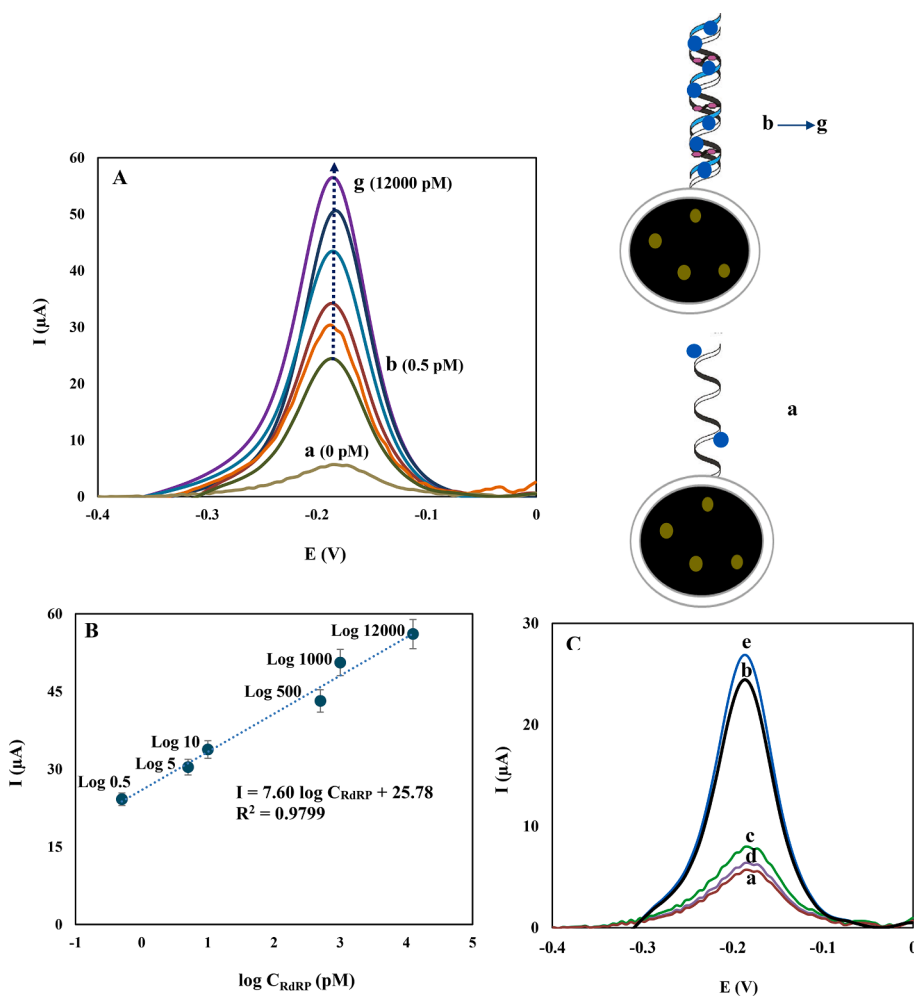 b g
A
60
50
40
30
20
10
0
I (μA)
g (12000 pM)
b (0.5 pM)
a (0 pM)
-0.4 -0.3 -0.2 -0.1 0
E (V)
a
B
60
45
30
15
0
I (μA)
Log 12000
Log 1000
Log 500
Log 10
Log 5
Log 0.5
I = 7.60 log C_RdRP + 25.78
R² = 0.9799
-1 0 1 2 3 4 5
log C_RdRP (pM)
C
30
20
10
0
I (μA)
e
b
c
d
a
-0.4 -0.3 -0.2 -0.1 0
E (V)